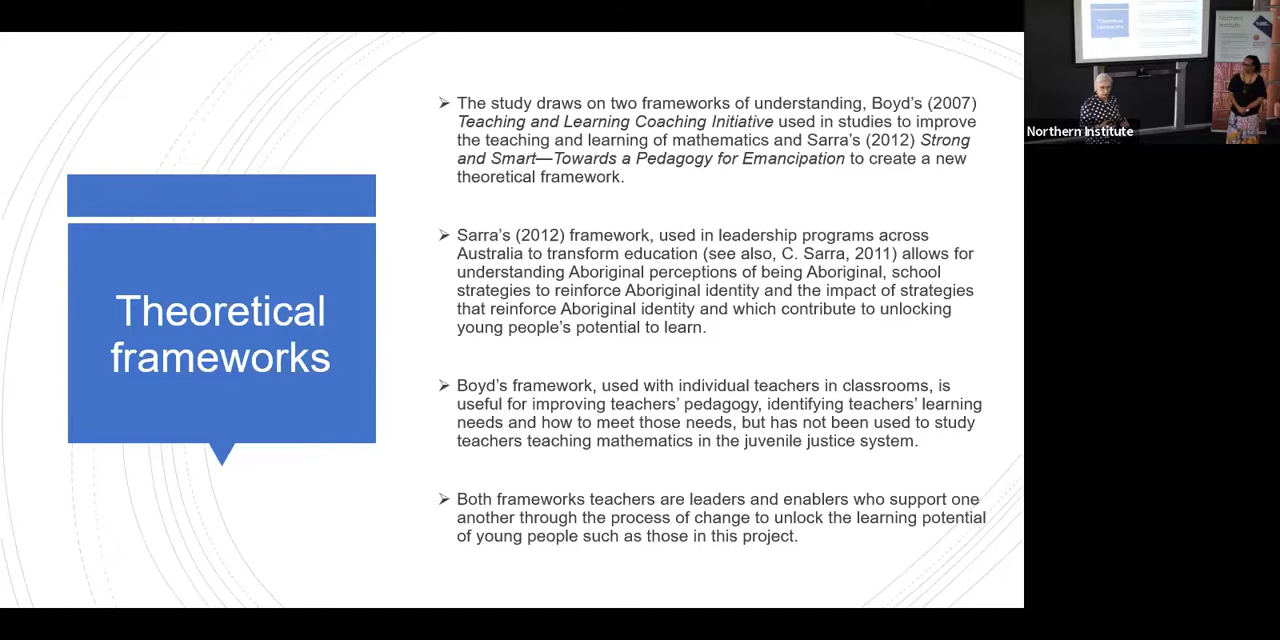 Theoretical
frameworks
➢ The study draws on two frameworks of understanding, Boyd's (2007)
Teaching and Learning Coaching Initiative used in studies to improve
the teaching and learning of mathematics and Sarra's (2012) Strong
and Smart—Towards a Pedagogy for Emancipation to create a new
theoretical framework.
➢ Sarra's (2012) framework, used in leadership programs across
Australia to transform education (see also, C. Sarra, 2011) allows for
understanding Aboriginal perceptions of being Aboriginal, school
strategies to reinforce Aboriginal identity and the impact of strategies
that reinforce Aboriginal identity and which contribute to unlocking
young people's potential to learn.
➢ Boyd's framework, used with individual teachers in classrooms, is
useful for improving teachers' pedagogy, identifying teachers' learning
needs and how to meet those needs, but has not been used to study
teachers teaching mathematics in the juvenile justice system.
➢ Both frameworks teachers are leaders and enablers who support one
another through the process of change to unlock the learning potential
of young people such as those in this project.
Northern
Institute
Northern Institute